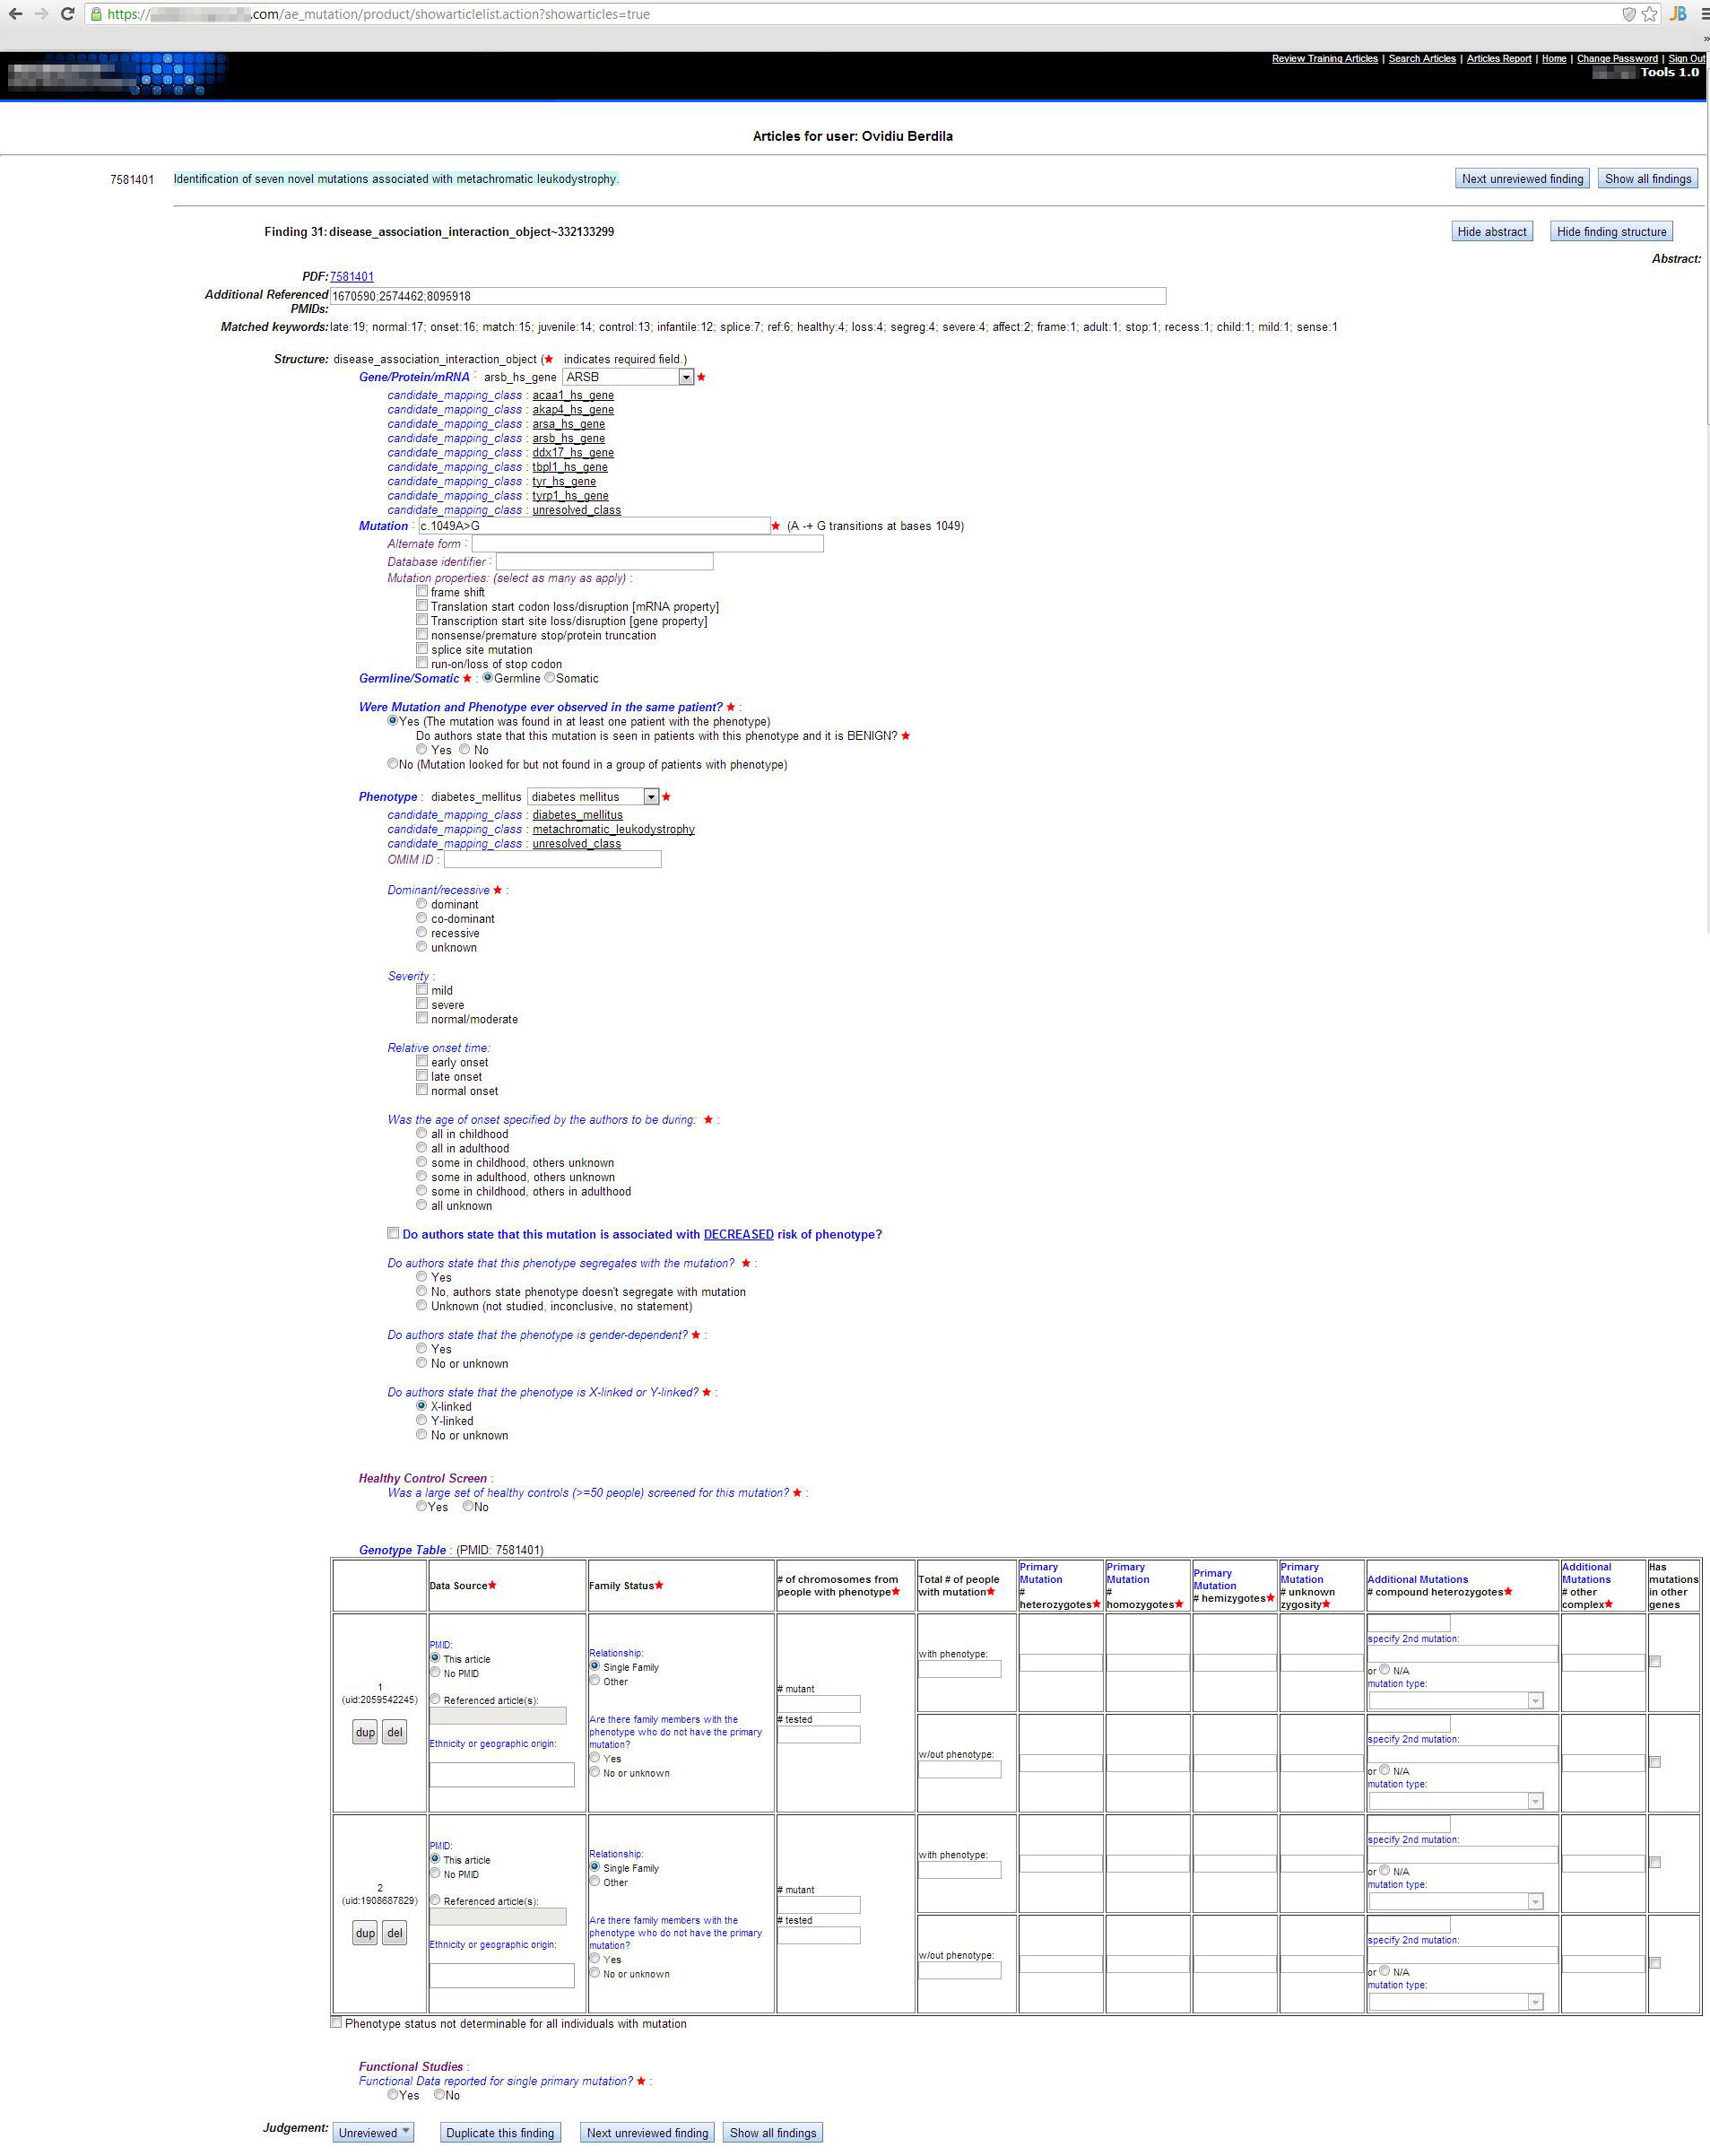 https:// .com/ae_mutation/product/showarticlelist.action?showarticles=true
JB
»
Review Training Articles | Search Articles | Articles Report | Home | Change Password | Sign Out
Tools 1.0
Articles for user: Ovidiu Berdila
7581401 Identification of seven novel mutations associated with metachromatic leukodystrophy. Next unreviewed finding Show all findings
Finding 31: disease_association_interaction_object~332133299 Hide abstract Hide finding structure
Abstract:
PDF: 7581401
Additional Referenced PMIDs: 1670590;2574462;8095918
Matched keywords: late:19; normal:17; onset:16; match:15; juvenile:14; control:13; infantile:12; splice:7; ref:6; healthy:4; loss:4; segreg:4; severe:4; affect:2; frame:1; adult:1; stop:1; recess:1; child:1; mild:1; sense:1
Structure: disease_association_interaction_object (★ indicates required field.)
Gene/Protein/mRNA : arsb_hs_gene ARSB ★
candidate_mapping_class : acaa1_hs_gene
candidate_mapping_class : akap4_hs_gene
candidate_mapping_class : arsa_hs_gene
candidate_mapping_class : arsb_hs_gene
candidate_mapping_class : ddx17_hs_gene
candidate_mapping_class : tbpl1_hs_gene
candidate_mapping_class : tyr_hs_gene
candidate_mapping_class : tyrp1_hs_gene
candidate_mapping_class : unresolved_class
Mutation : c.1049A>G ★ (A -+ G transitions at bases 1049)
Alternate form :
Database identifier :
Mutation properties: (select as many as apply) :
frame shift
Translation start codon loss/disruption [mRNA property]
Transcription start site loss/disruption [gene property]
nonsense/premature stop/protein truncation
splice site mutation
run-on/loss of stop codon
Germline/Somatic ★ : Germline Somatic
Were Mutation and Phenotype ever observed in the same patient? ★ :
Yes (The mutation was found in at least one patient with the phenotype)
Do authors state that this mutation is seen in patients with this phenotype and it is BENIGN? ★
Yes No
No (Mutation looked for but not found in a group of patients with phenotype)
Phenotype : diabetes_mellitus diabetes mellitus ★
candidate_mapping_class : diabetes_mellitus
candidate_mapping_class : metachromatic_leukodystrophy
candidate_mapping_class : unresolved_class
OMIM ID :
Dominant/recessive ★ :
dominant
co-dominant
recessive
unknown
Severity :
mild
severe
normal/moderate
Relative onset time:
early onset
late onset
normal onset
Was the age of onset specified by the authors to be during: ★ :
all in childhood
all in adulthood
some in childhood, others unknown
some in adulthood, others unknown
some in childhood, others in adulthood
all unknown
Do authors state that this mutation is associated with DECREASED risk of phenotype?
Do authors state that this phenotype segregates with the mutation? ★ :
Yes
No, authors state phenotype doesn't segregate with mutation
Unknown (not studied, inconclusive, no statement)
Do authors state that the phenotype is gender-dependent? ★ :
Yes
No or unknown
Do authors state that the phenotype is X-linked or Y-linked? ★ :
X-linked
Y-linked
No or unknown
Healthy Control Screen :
Was a large set of healthy controls (>=50 people) screened for this mutation? ★ :
Yes No
Genotype Table : (PMID: 7581401)
Data Source★
Family Status★
# of chromosomes from people with phenotype★
Total # of people with mutation★
Primary Mutation # heterozygotes★
Primary Mutation # homozygotes★
Primary Mutation # hemizygotes★
Primary Mutation # unknown zygosity★
Additional Mutations # compound heterozygotes★
Additional Mutations # other complex★
Has mutations in other genes
1
(uid:2059542245)
dup del
PMID:
This article
No PMID
Referenced article(s):
Ethnicity or geographic origin:
Relationship:
Single Family
Other
Are there family members with the
phenotype who do not have the primary
mutation?
Yes
No or unknown
# mutant
# tested
with phenotype:
specify 2nd mutation:
or N/A
mutation type:
w/out phenotype:
specify 2nd mutation:
or N/A
mutation type:
2
(uid:1908687829)
dup del
PMID:
This article
No PMID
Referenced article(s):
Ethnicity or geographic origin:
Relationship:
Single Family
Other
Are there family members with the
phenotype who do not have the primary
mutation?
Yes
No or unknown
# mutant
# tested
with phenotype:
specify 2nd mutation:
or N/A
mutation type:
w/out phenotype:
specify 2nd mutation:
or N/A
mutation type:
Phenotype status not determinable for all individuals with mutation
Functional Studies :
Functional Data reported for single primary mutation? ★ :
Yes No
Judgement: Unreviewed Duplicate this finding Next unreviewed finding Show all findings